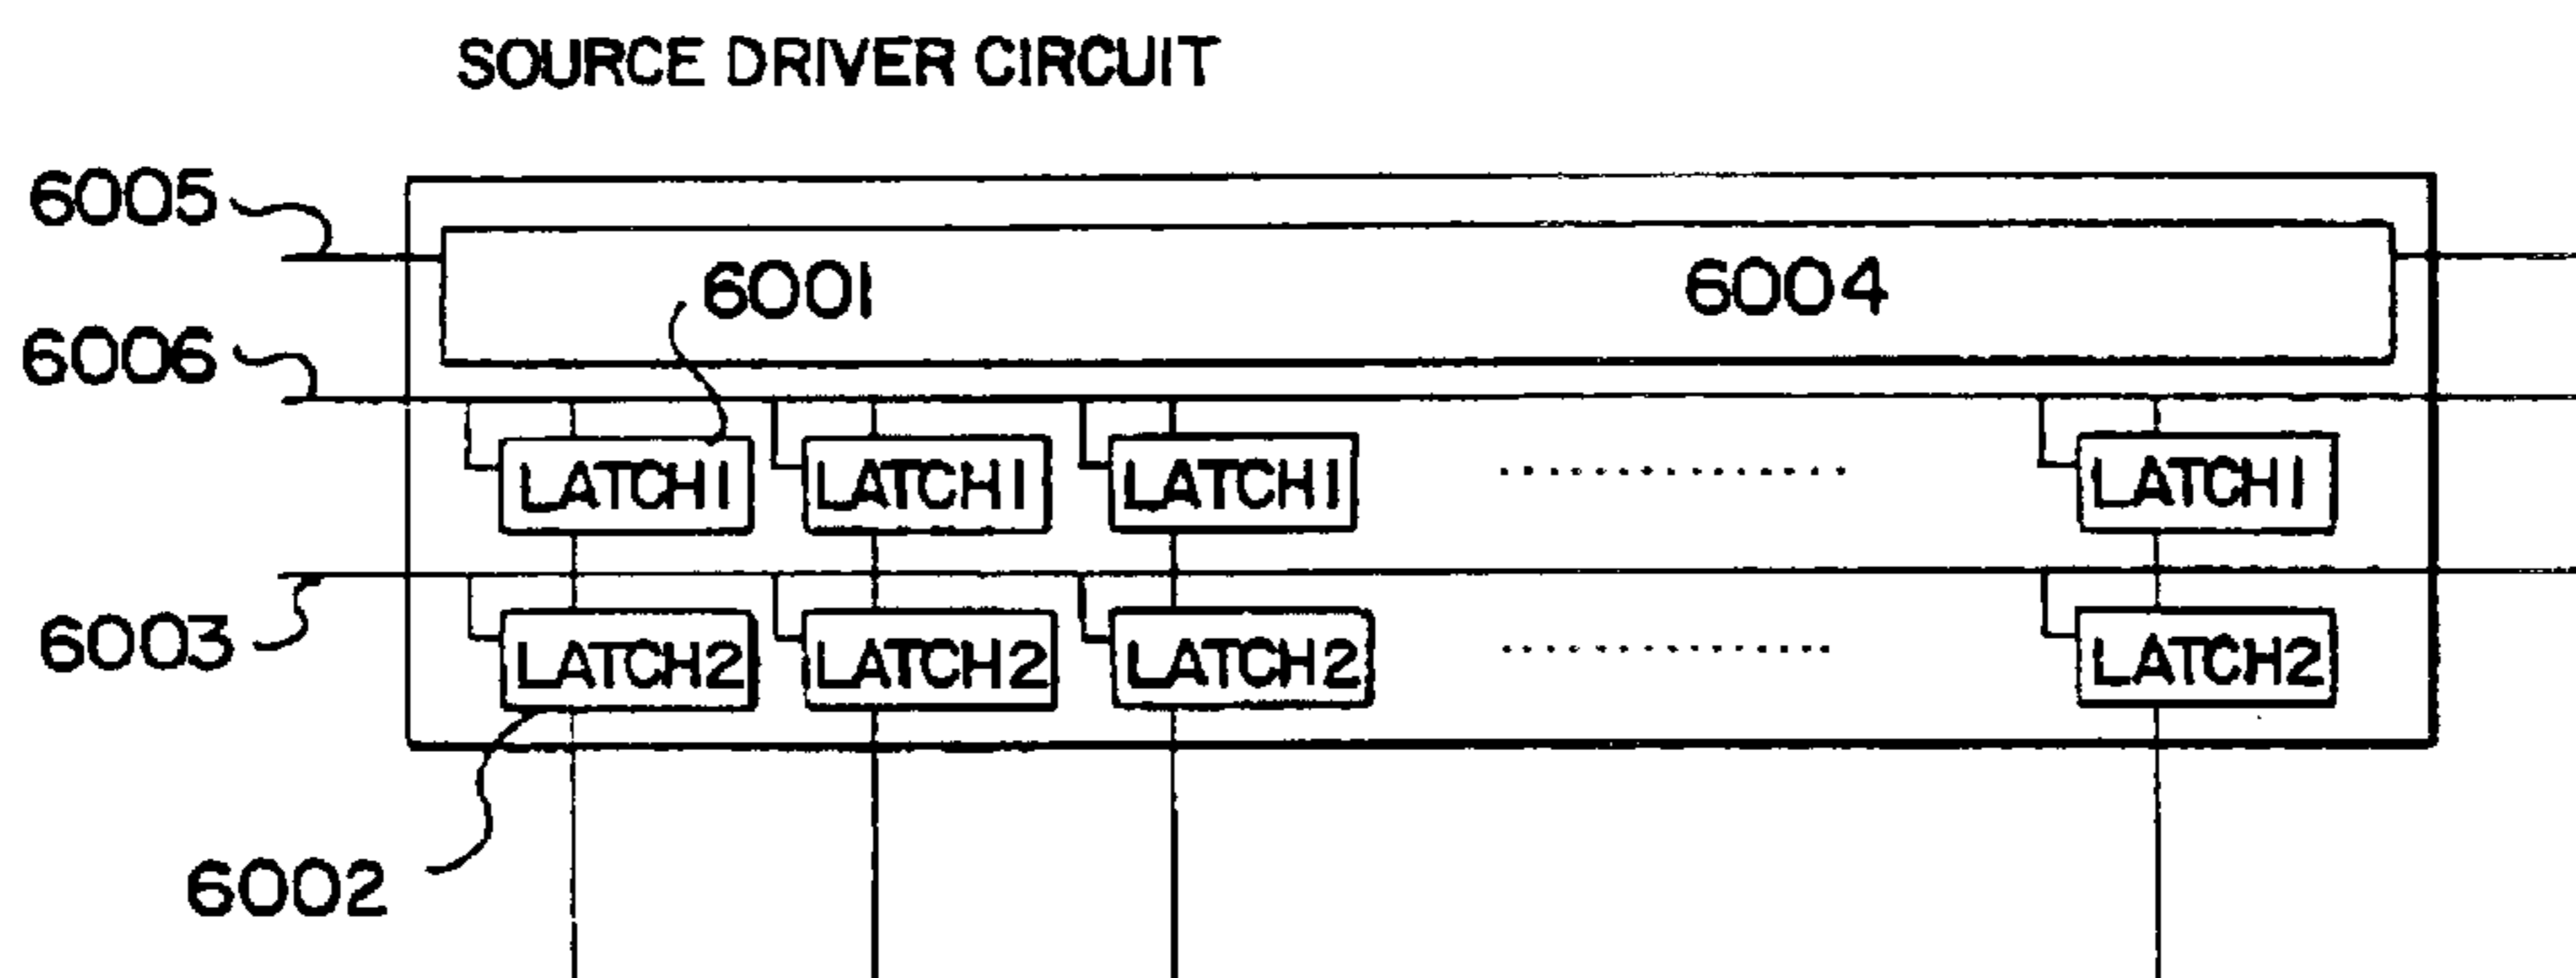 SOURCE DRIVER CIRCUIT
6005
6001
6004
6006
LATCH1 LATCH1 LATCH1 LATCH1
6003
LATCH2 LATCH2 LATCH2 LATCH2
6002